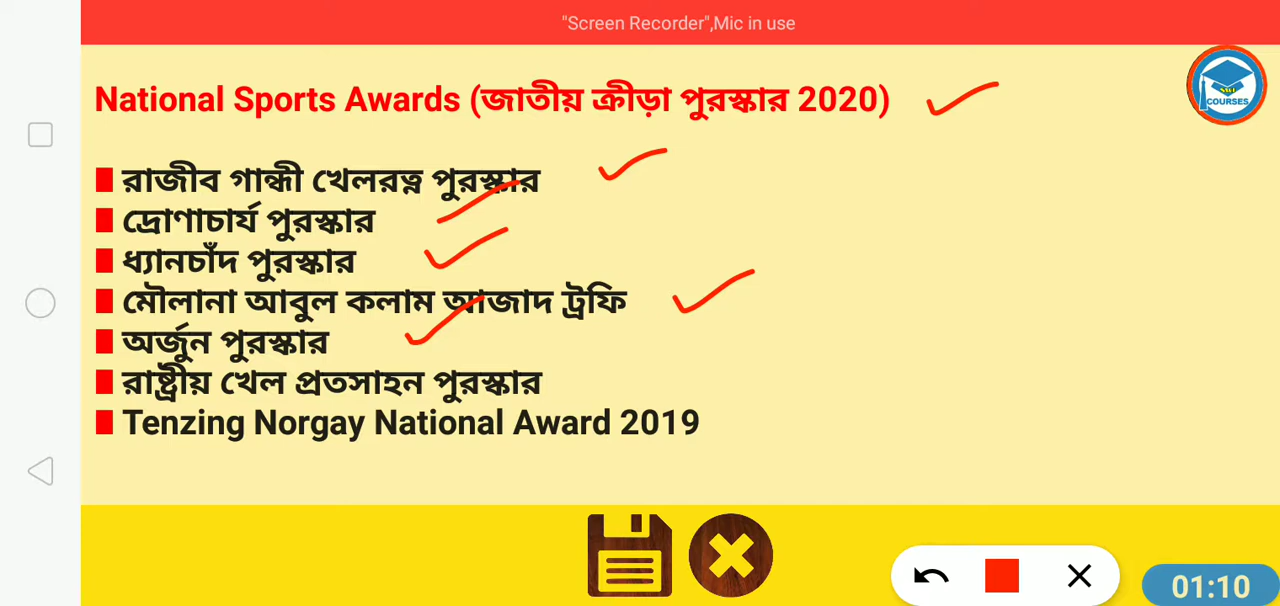 "Screen Recorder",Mic in use
National Sports Awards (জাতীয় ক্রীড়া পুরস্কার 2020)
COURSES
রাজীব গান্ধী খেলরত্ন পুরস্কার
দ্রোণাচার্য পুরস্কার
ধ্যানচাঁদ পুরস্কার
মৌলানা আবুল কলাম আজাদ ট্রফি
অর্জুন পুরস্কার
রাষ্ট্রীয় খেল প্রতসাহন পুরস্কার
Tenzing Norgay National Award 2019
01:10